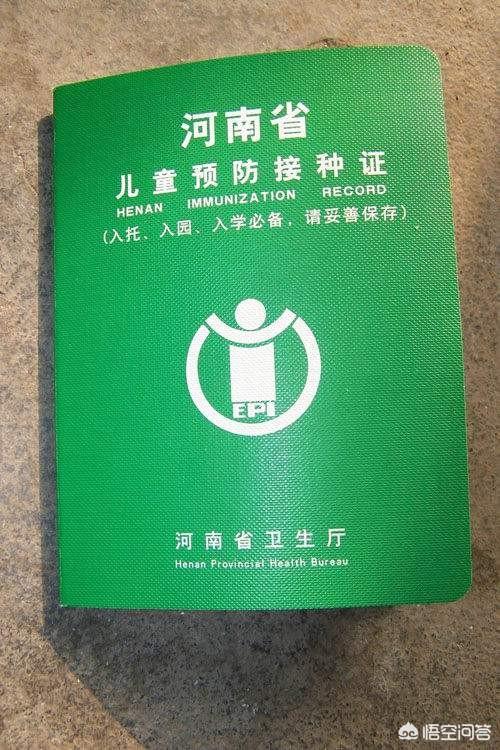 河南省
儿童预防接种证
HENAN IMMUNIZATION RECORD
(入托、入园、入学必备，请妥善保存)
EPI
河南省卫生厅
Henan Provincial Health Bureau
悟空问答